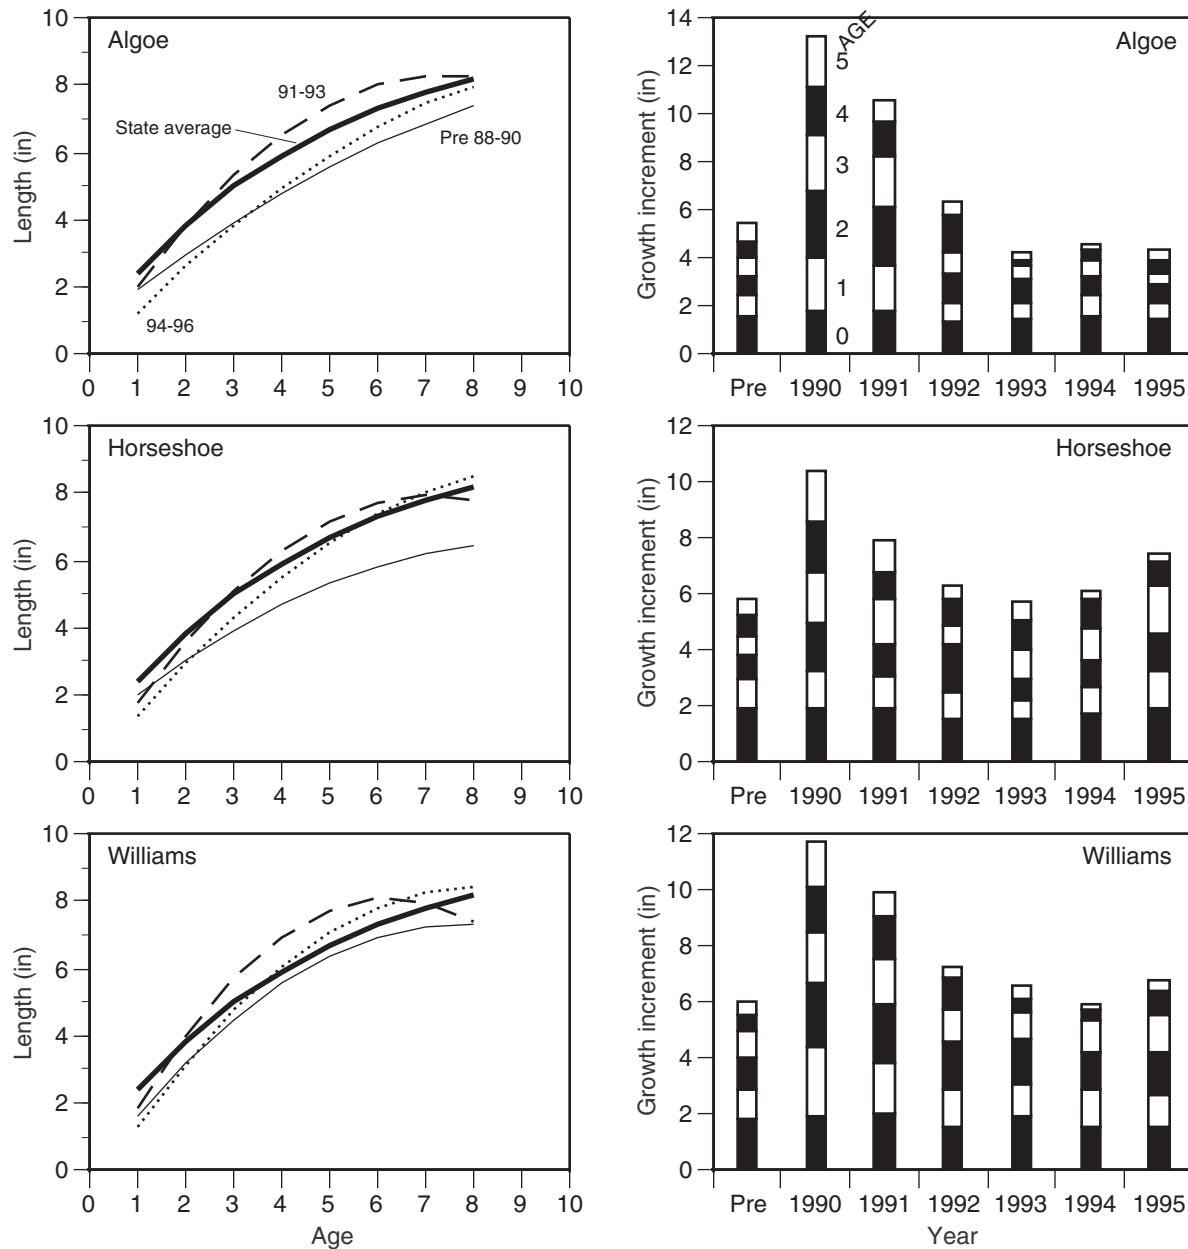 10
8
6
4
2
0
Length (in)
Algoe
91-93
State average
Pre 88-90
94-96
0 1 2 3 4 5 6 7 8 9 10
14
12
10
8
6
4
2
0
Growth increment (in)
AGE
Algoe
5
4
3
2
1
0
Pre 1990 1991 1992 1993 1994 1995
10
8
6
4
2
0
Length (in)
Horseshoe
0 1 2 3 4 5 6 7 8 9 10
12
10
8
6
4
2
0
Growth increment (in)
Horseshoe
Pre 1990 1991 1992 1993 1994 1995
10
8
6
4
2
0
Length (in)
Williams
0 1 2 3 4 5 6 7 8 9 10
Age
12
10
8
6
4
2
0
Growth increment (in)
Williams
Pre 1990 1991 1992 1993 1994 1995
Year